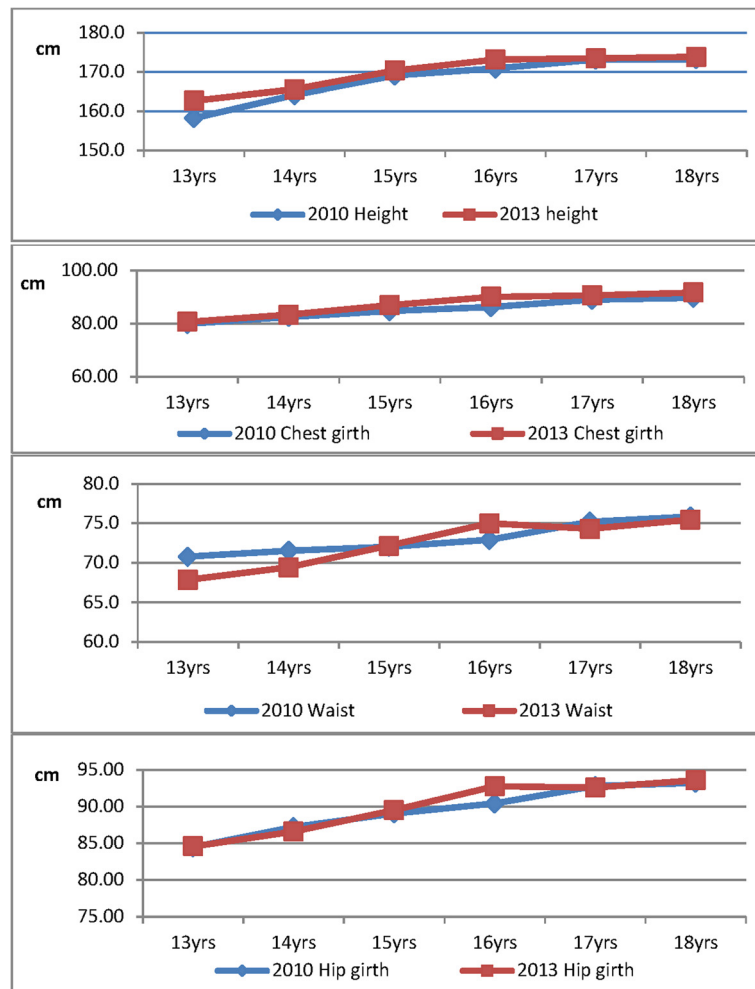 cm
180.0
170.0
160.0
150.0
13yrs 14yrs 15yrs 16yrs 17yrs 18yrs
2010 Height 2013 height
cm
100.00
80.00
60.00
13yrs 14yrs 15yrs 16yrs 17yrs 18yrs
2010 Chest girth 2013 Chest girth
cm
80.0
75.0
70.0
65.0
60.0
13yrs 14yrs 15yrs 16yrs 17yrs 18yrs
2010 Waist 2013 Waist
cm
95.00
90.00
85.00
80.00
75.00
13yrs 14yrs 15yrs 16yrs 17yrs 18yrs
2010 Hip girth 2013 Hip girth